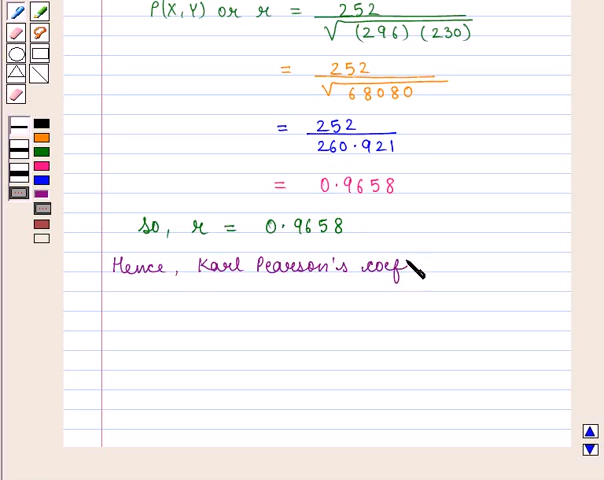 P(X,Y) or r = 252 / √(296)(230)
= 252 / √68080
= 252 / 260.921
= 0.9658
So, r = 0.9658
Hence, Karl Pearson's coef